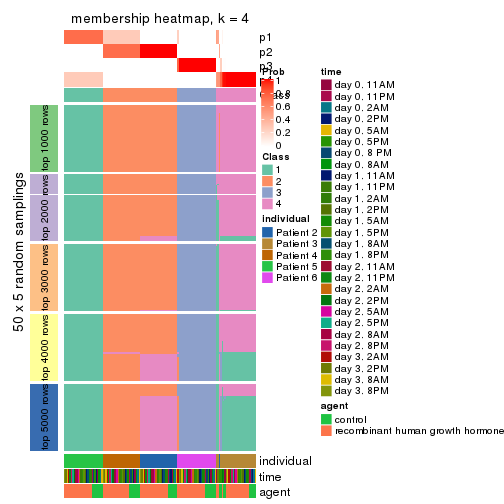 membership heatmap, k = 4
p1
p2
p3
p4
Class
50 x 5 random samplings
top 1000 rows
top 2000 rows
top 3000 rows
top 4000 rows
top 5000 rows
individual
time
agent
Prob
1
0.8
0.6
0.4
0.2
0
Class
1
2
3
4
individual
Patient 2
Patient 3
Patient 4
Patient 5
Patient 6
time
day 0. 11AM
day 0. 11PM
day 0. 2AM
day 0. 2PM
day 0. 5AM
day 0. 5PM
day 0. 8 PM
day 0. 8AM
day 1. 11AM
day 1. 11PM
day 1. 2AM
day 1. 2PM
day 1. 5AM
day 1. 5PM
day 1. 8AM
day 1. 8PM
day 2. 11AM
day 2. 11PM
day 2. 2AM
day 2. 2PM
day 2. 5AM
day 2. 5PM
day 2. 8AM
day 2. 8PM
day 3. 2AM
day 3. 2PM
day 3. 8AM
day 3. 8PM
agent
control
recombinant human growth hormone